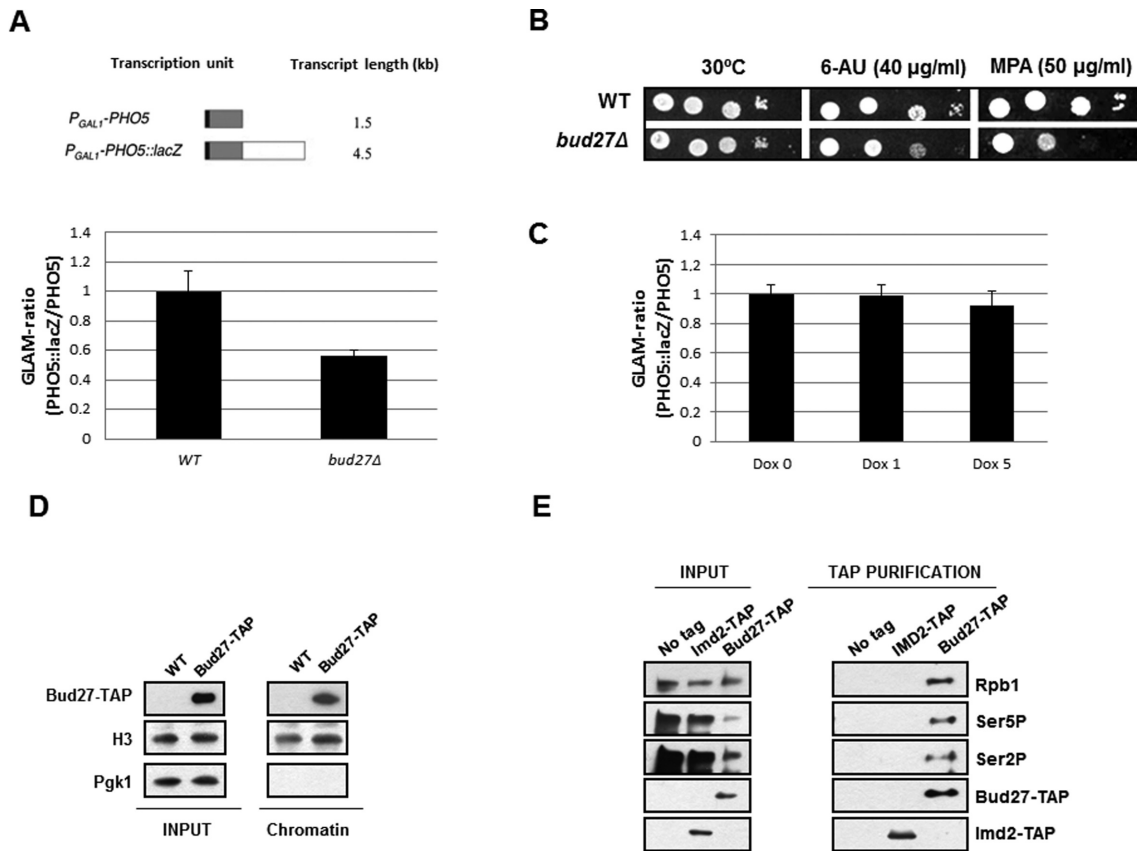 A
Transcription unit Transcript length (kb)
P_GAL1-PHO5 1.5
P_GAL1-PHO5::lacZ 4.5
GLAM-ratio
(PHO5::lacZ/PHO5)
1.4
1.2
1
0.8
0.6
0.4
0.2
0
WT bud27Δ
B
30ºC 6-AU (40 µg/ml) MPA (50 µg/ml)
WT
bud27Δ
C
GLAM-ratio
(PHO5::lacZ/PHO5)
1.4
1.2
1
0.8
0.6
0.4
0.2
0
Dox 0 Dox 1 Dox 5
D
WT Bud27-TAP WT Bud27-TAP
Bud27-TAP
H3
Pgk1
INPUT Chromatin
E
INPUT TAP PURIFICATION
No tag Imd2-TAP Bud27-TAP No tag IMD2-TAP Bud27-TAP
Rpb1
Ser5P
Ser2P
Bud27-TAP
Imd2-TAP